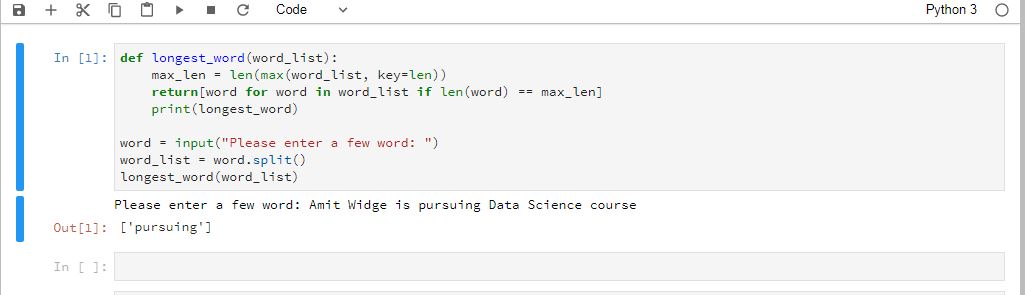 Code
Python 3
In [1]: def longest_word(word_list):
    max_len = len(max(word_list, key=len))
    return[word for word in word_list if len(word) == max_len]
    print(longest_word)
word = input("Please enter a few word: ")
word_list = word.split()
longest_word(word_list)
Please enter a few word: Amit Widge is pursuing Data Science course
Out[1]: ['pursuing']
In [ ]: